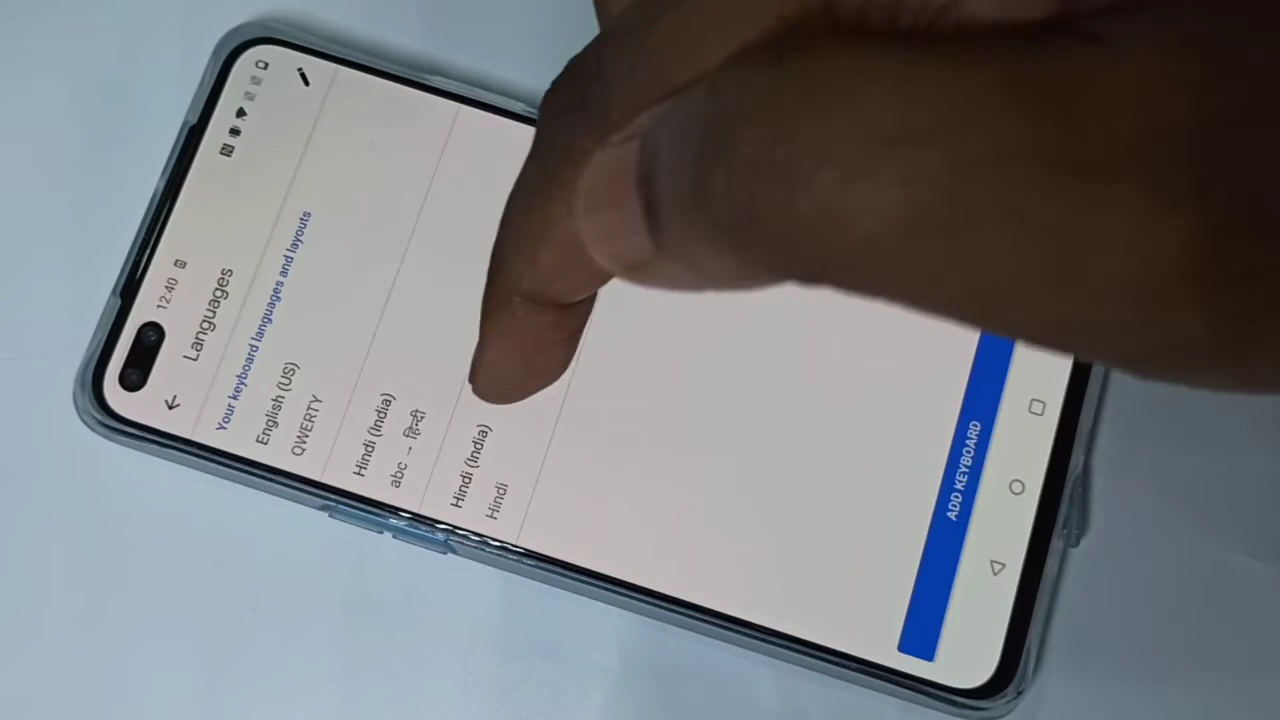 12:40
Languages
Your keyboard languages and layouts
English (US)
QWERTY
Hindi (India)
abc → हिन्दी
Hindi (India)
Hindi
ADD KEYBOARD